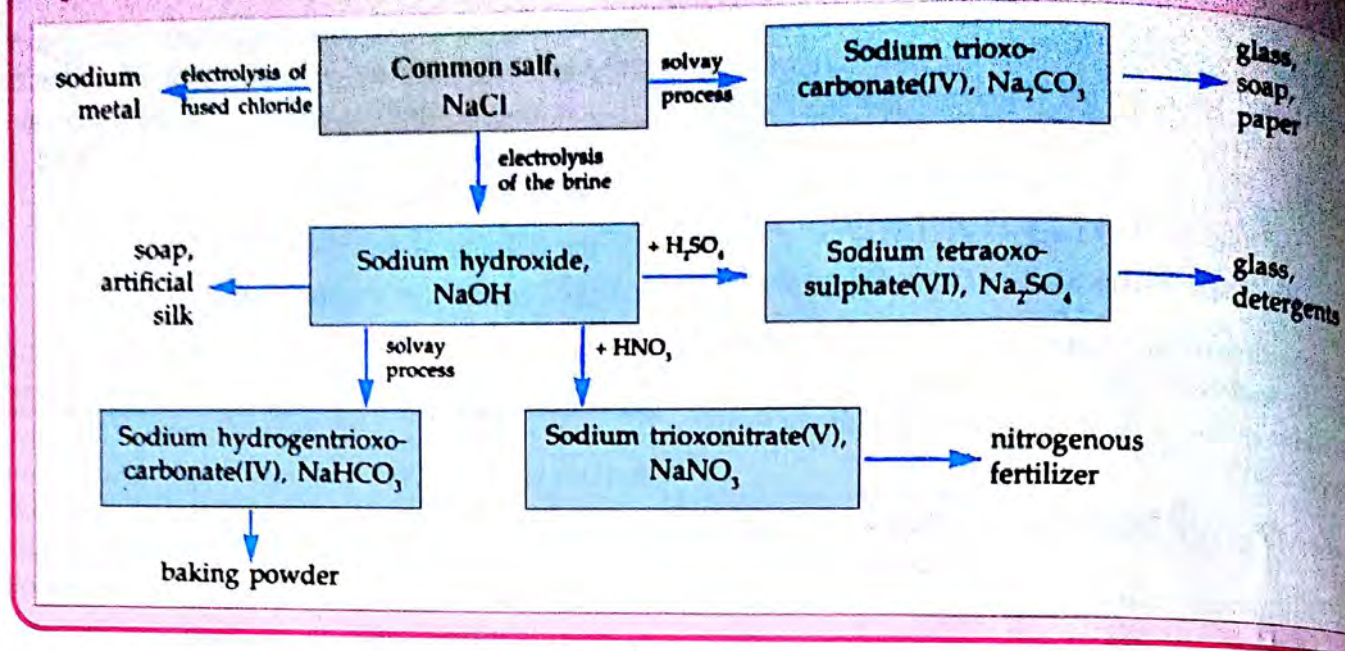 sodium
metal
electrolysis of
fused chloride
Common salf,
NaCl
solvay
process
Sodium trioxo-
carbonate(IV), Na₂CO₃
glass,
soap,
paper
electrolysis
of the brine
soap,
artificial
silk
Sodium hydroxide,
NaOH
+ H₂SO₄
Sodium tetraoxo-
sulphate(VI), Na₂SO₄
glass,
detergents
solvay
process
+ HNO₃
Sodium hydrogentrioxo-
carbonate(IV), NaHCO₃
Sodium trioxonitrate(V),
NaNO₃
nitrogenous
fertilizer
baking powder